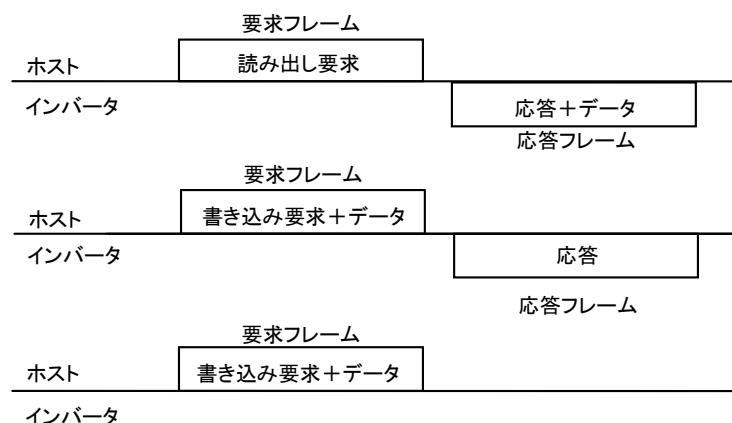 要求フレーム
ホスト
読み出し要求
インバータ
応答＋データ
応答フレーム
要求フレーム
ホスト
書き込み要求＋データ
インバータ
応答
応答フレーム
要求フレーム
ホスト
書き込み要求＋データ
インバータ